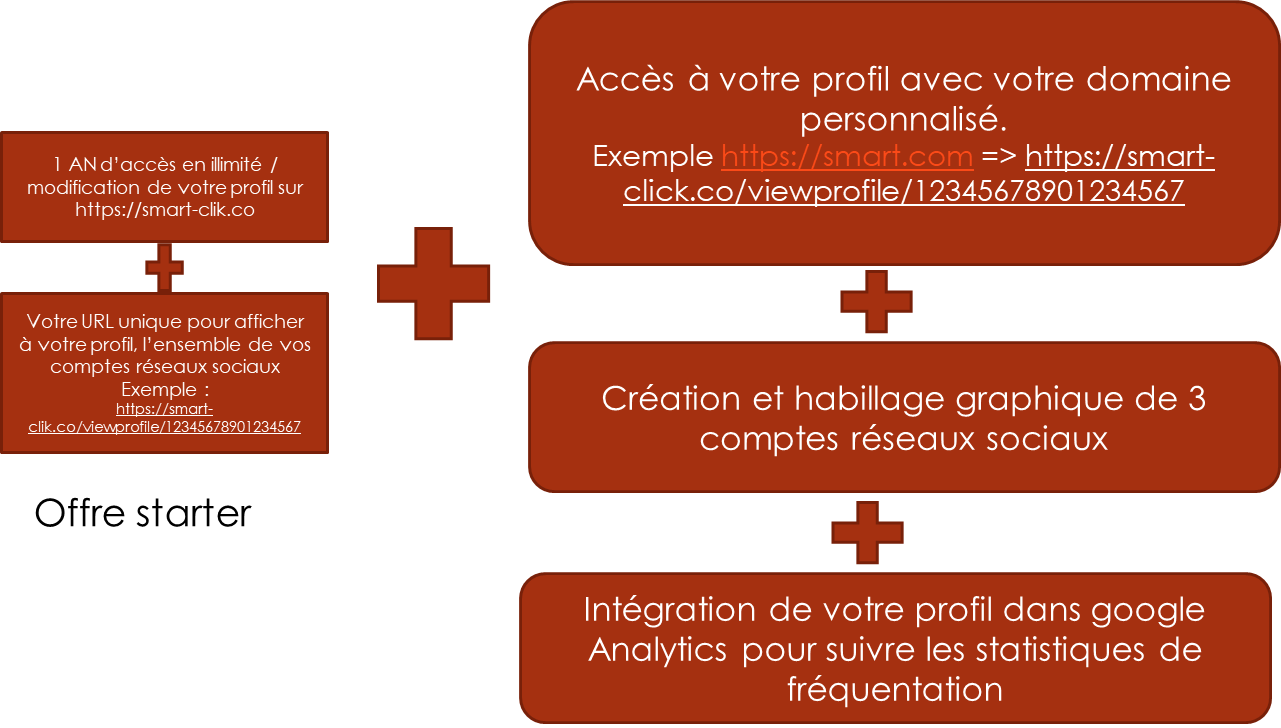 1 AN d'accès en illimité /
modification de votre profil sur
https://smart-clik.co
Votre URL unique pour afficher
à votre profil, l'ensemble de vos
comptes réseaux sociaux
Exemple :
https://smart-
clik.co/viewprofile/12345678901234567
Offre starter
Accès à votre profil avec votre domaine
personnalisé.
Exemple https://smart.com => https://smart-
click.co/viewprofile/12345678901234567
Création et habillage graphique de 3
comptes réseaux sociaux
Intégration de votre profil dans google
Analytics pour suivre les statistiques de
fréquentation